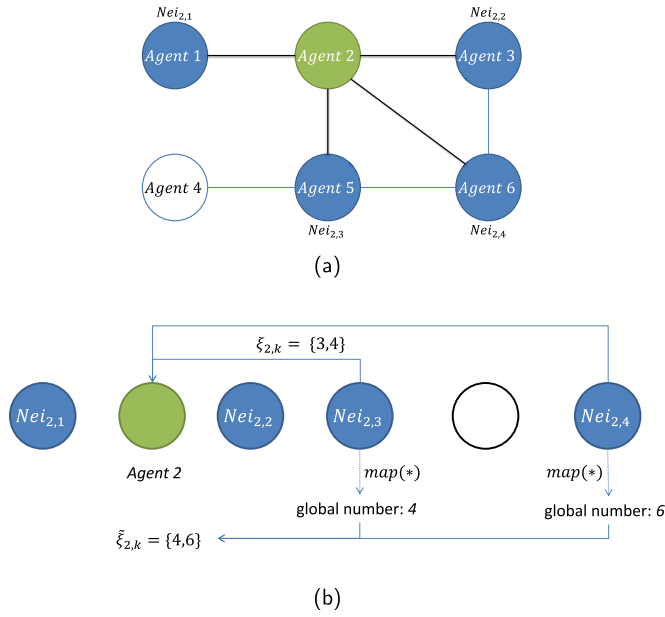 Nei₂,₁
Nei₂,₂
Agent 1
Agent 2
Agent 3
Agent 4
Agent 5
Agent 6
Nei₂,₃
Nei₂,₄
(a)
ξ₂,ₖ = {3,4}
Nei₂,₁
Nei₂,₂
Nei₂,₃
Nei₂,₄
Agent 2
map(*)
map(*)
global number: 4
global number: 6
ξ̃₂,ₖ = {4,6}
(b)